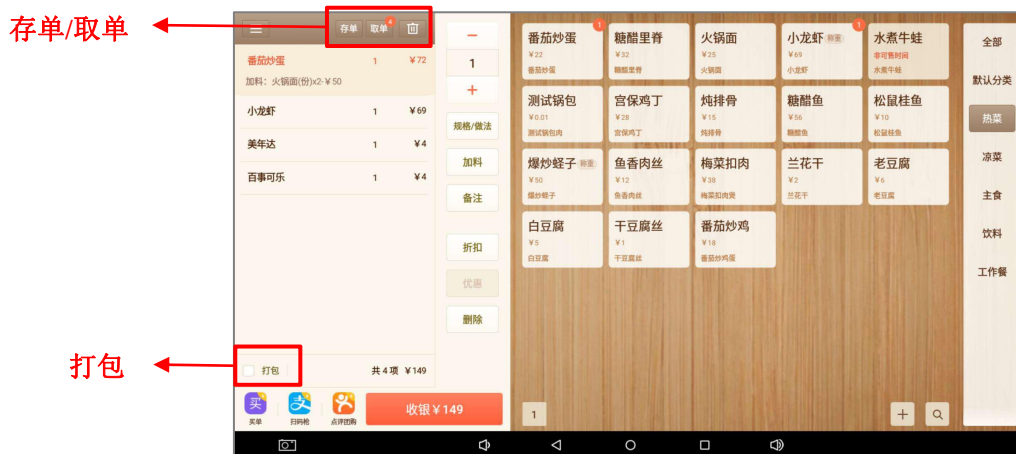 存单/取单
存单 取单 4
番茄炒蛋 1 ¥72
加料：火锅面(份)x2-¥50
小龙虾 1 ¥69
美年达 1 ¥4
百事可乐 1 ¥4
打包
打包 共 4 项 ¥149
买 支
买单 扫码枪 点评团购 收银¥149
－
1
＋
规格/做法
加料
备注
折扣
优惠
删除
番茄炒蛋 1
¥22
番茄炒蛋
糖醋里脊
¥32
糖醋里脊
火锅面
¥25
火锅面
小龙虾 称重 1
¥69
小龙虾
水煮牛蛙
非可售时间
水煮牛蛙
测试锅包
¥0.01
测试锅包肉
宫保鸡丁
¥28
宫保鸡丁
炖排骨
¥15
炖排骨
糖醋鱼
¥56
糖醋鱼
松鼠桂鱼
¥10
松鼠桂鱼
爆炒蛏子 称重
¥50
爆炒蛏子
鱼香肉丝
¥12
鱼香肉丝
梅菜扣肉
¥38
梅菜扣肉煲
兰花干
¥2
兰花干
老豆腐
¥6
老豆腐
白豆腐
¥5
白豆腐
干豆腐丝
¥1
干豆腐丝
番茄炒鸡
¥18
番茄炒鸡蛋
1
＋
全部
默认分类
热菜
凉菜
主食
饮料
工作餐